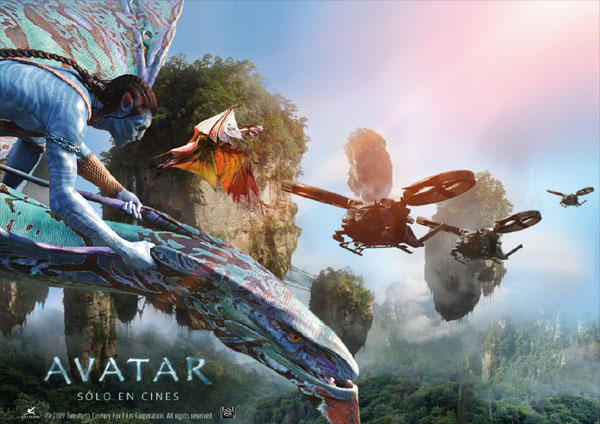 AVATAR
SÓLO EN CINES
© 2009 Twentieth Century Fox Film Corporation. All rights reserved.